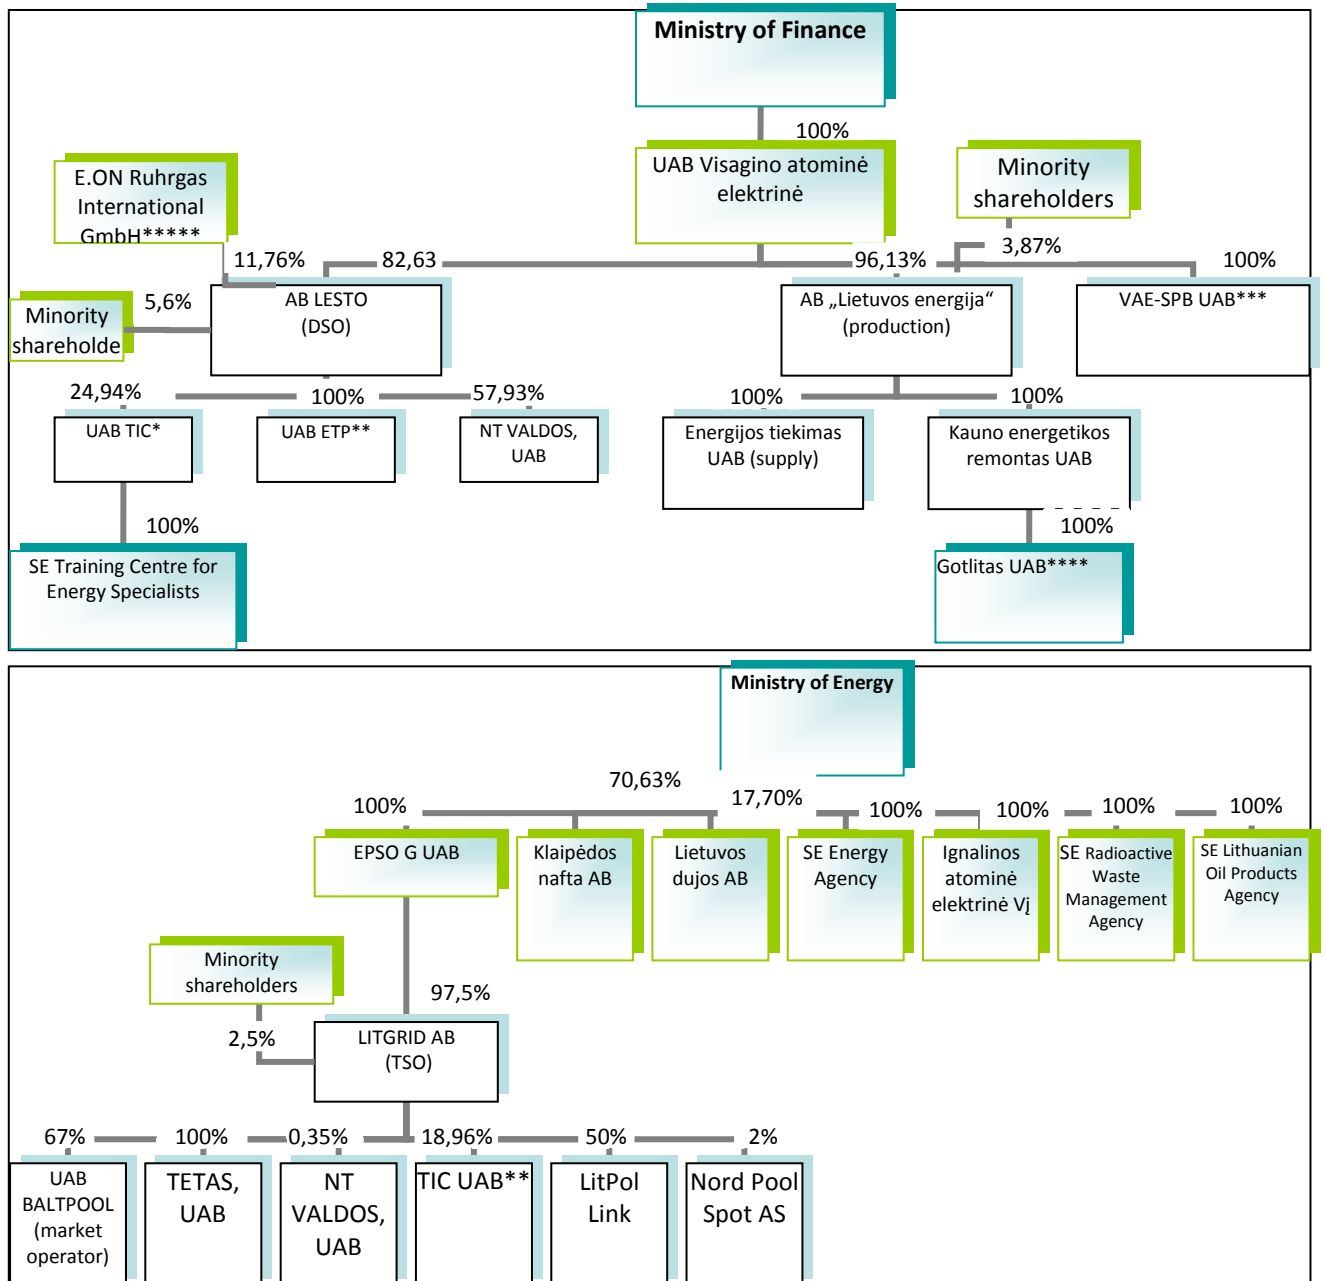 Ministry of Finance
100%
E.ON Ruhrgas
International
GmbH*****
UAB Visagino atominė
elektrinė
Minority
shareholders
11,76%
82,63
96,13%
3,87%
100%
Minority
shareholde
5,6%
AB LESTO
(DSO)
AB „Lietuvos energija“
(production)
VAE-SPB UAB***
24,94%
100%
57,93%
100%
100%
UAB TIC*
UAB ETP**
NT VALDOS,
UAB
Energijos tiekimas
UAB (supply)
Kauno energetikos
remontas UAB
100%
100%
SE Training Centre for
Energy Specialists
Gotlitas UAB****
Ministry of Energy
100%
70,63%
17,70%
100%
100%
100%
100%
EPSO G UAB
Klaipėdos
nafta AB
Lietuvos
dujos AB
SE Energy
Agency
Ignalinos
atominė
elektrinė Vį
SE Radioactive
Waste
Management
Agency
SE Lithuanian
Oil Products
Agency
Minority
shareholders
97,5%
2,5%
LITGRID AB
(TSO)
67%
100%
0,35%
18,96%
50%
2%
UAB
BALTPOOL
(market
operator)
TETAS,
UAB
NT
VALDOS,
UAB
TIC UAB**
LitPol
Link
Nord Pool
Spot AS